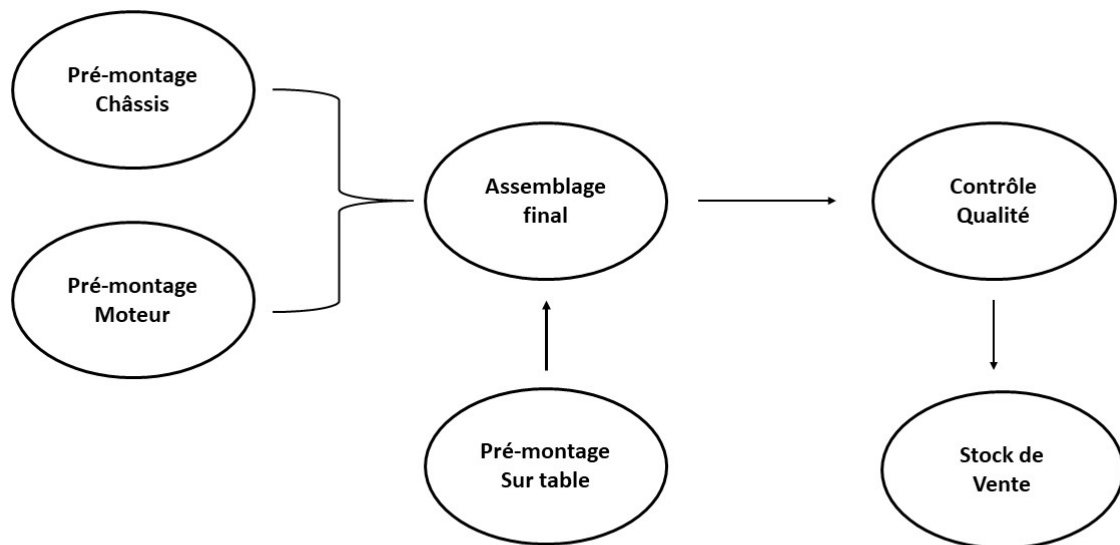 Pré-montage
Châssis
Pré-montage
Moteur
Assemblage
final
Pré-montage
Sur table
Contrôle
Qualité
Stock de
Vente